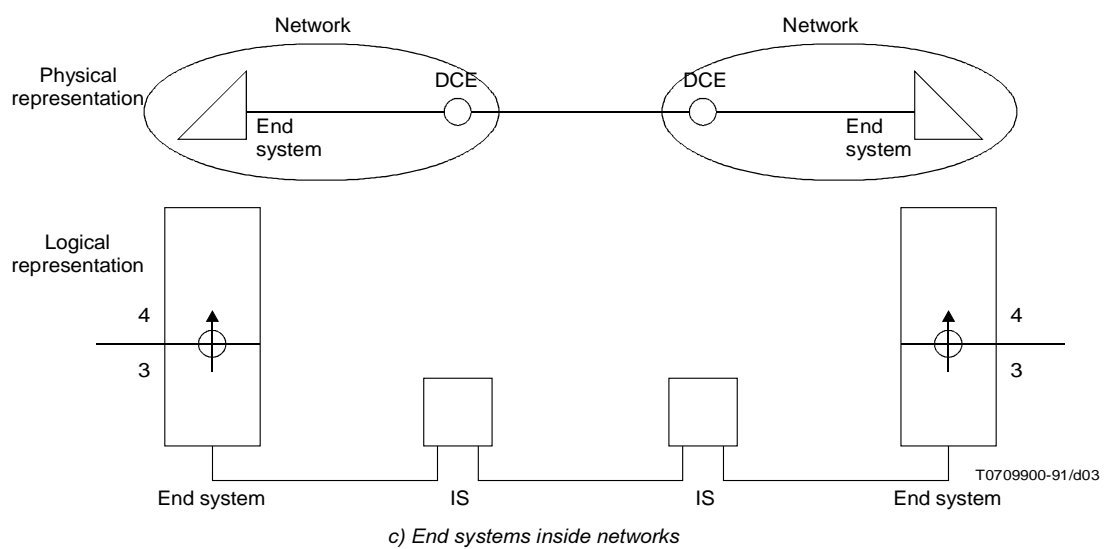 Network
Network
Physical
representation
DCE
DCE
End
system
End
system
Logical
representation
4
4
3
3
T0709900-91/d03
End system
IS
IS
End system
c) End systems inside networks